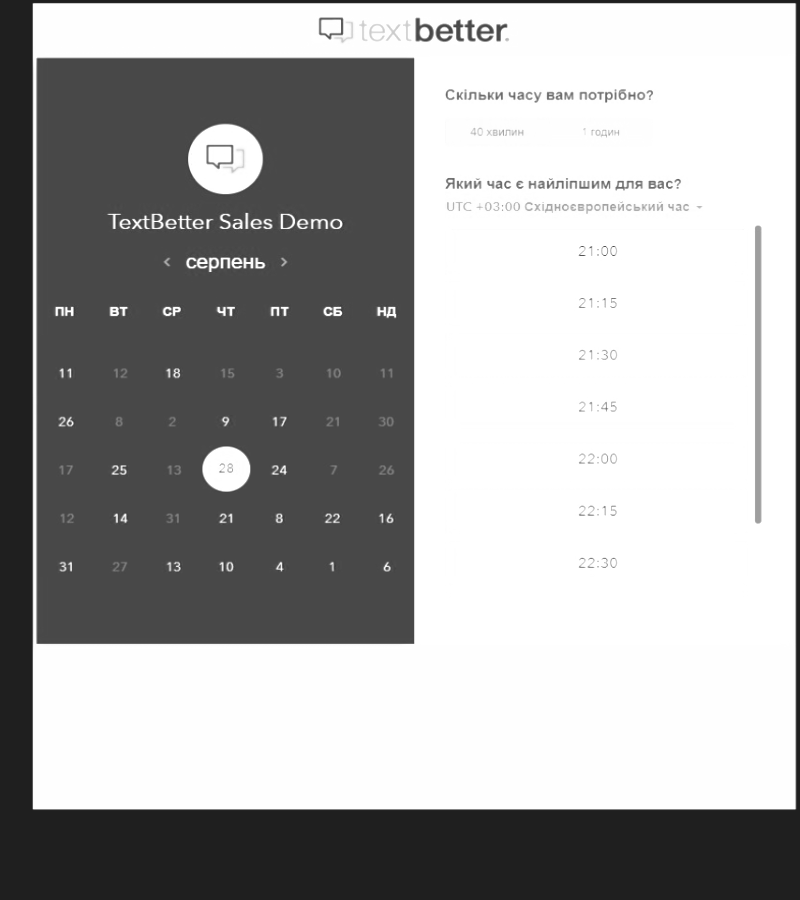 textbetter.
TextBetter Sales Demo
‹ серпень ›
ПН ВТ СР ЧТ ПТ СБ НД
11 12 18 15 3 10 11
26 8 2 9 17 21 30
17 25 13 28 24 7 26
12 14 31 21 8 22 16
31 27 13 10 4 1 6
Скільки часу вам потрібно?
40 хвилин 1 годин
Який час є найліпшим для вас?
UTC +03:00 Східноєвропейський час
21:00
21:15
21:30
21:45
22:00
22:15
22:30